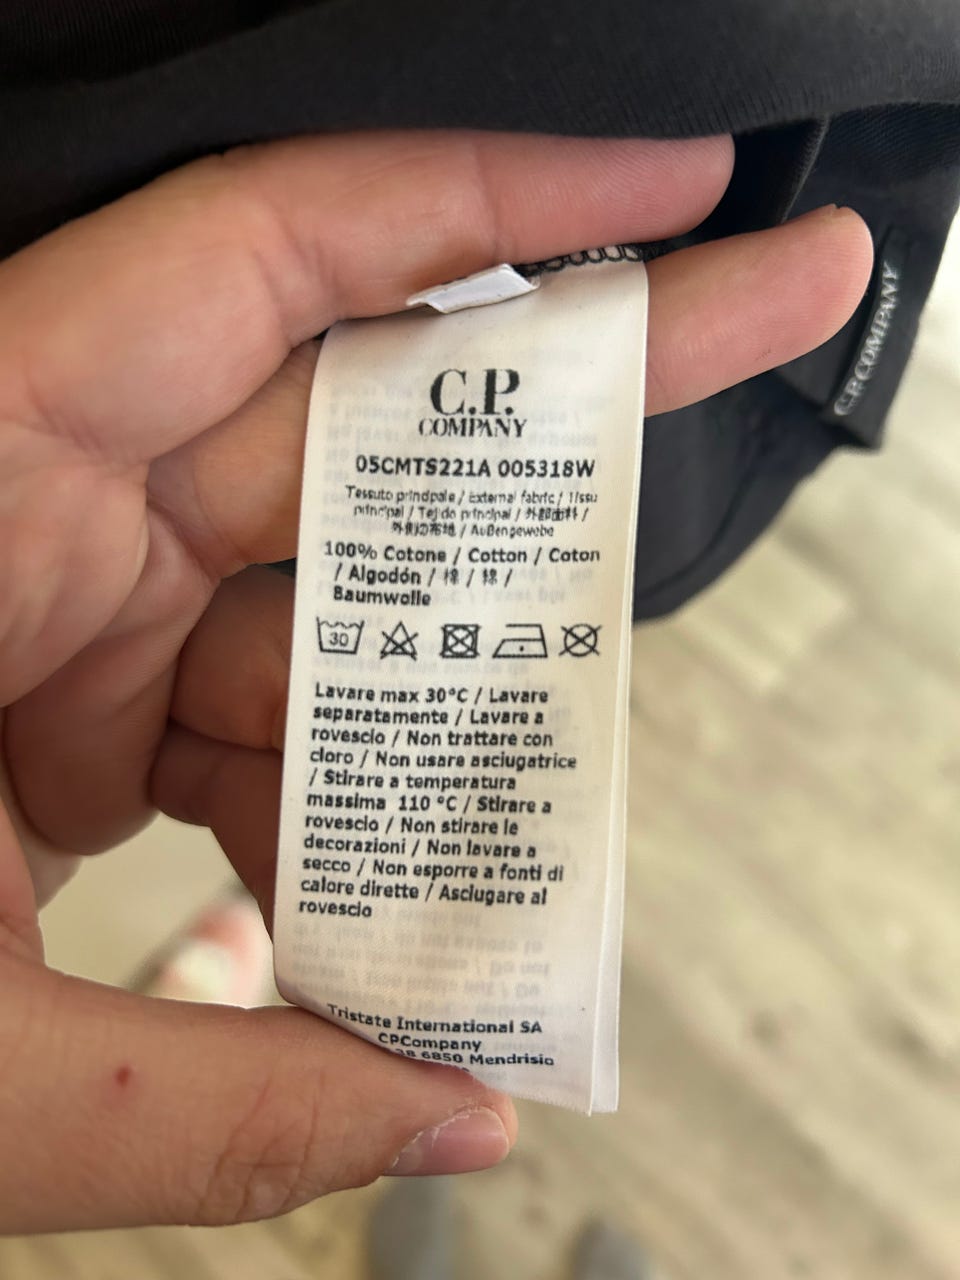 C.P.
COMPANY
05CMTS221A 005318W
Tessuto principale / External fabric / Tissu
principal / Tejido principal / 外部面料 /
外側の布地 / Außengewebe
100% Cotone / Cotton / Coton
/ Algodón / 棉 / 綿 /
Baumwolle
30
Lavare max 30°C / Lavare
separatamente / Lavare a
rovescio / Non trattare con
cloro / Non usare asciugatrice
/ Stirare a temperatura
massima 110 °C / Stirare a
rovescio / Non stirare le
decorazioni / Non lavare a
secco / Non esporre a fonti di
calore dirette / Asciugare al
rovescio
Tristate International SA
CPCompany
38 6850 Mendrisio
C.P. COMPANY